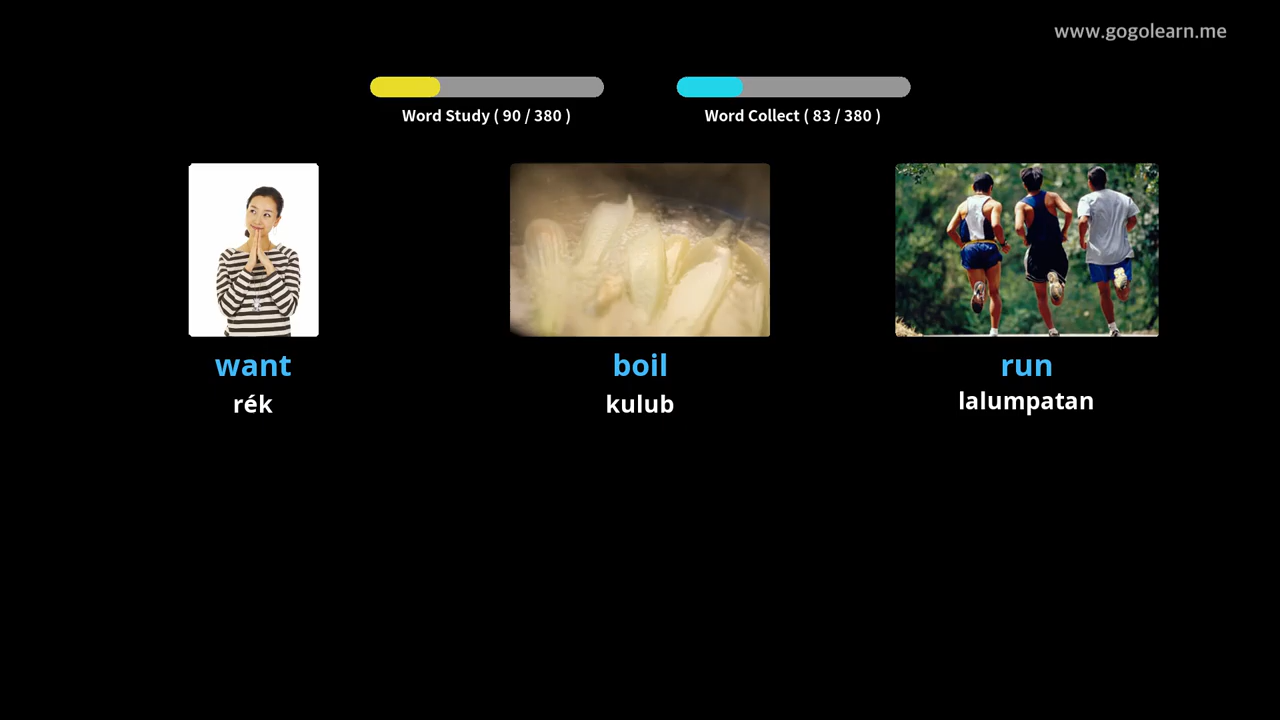 www.gogolearn.me
Word Study ( 90 / 380 )
Word Collect ( 83 / 380 )
want
boil
run
rék
kulub
lalumpatan